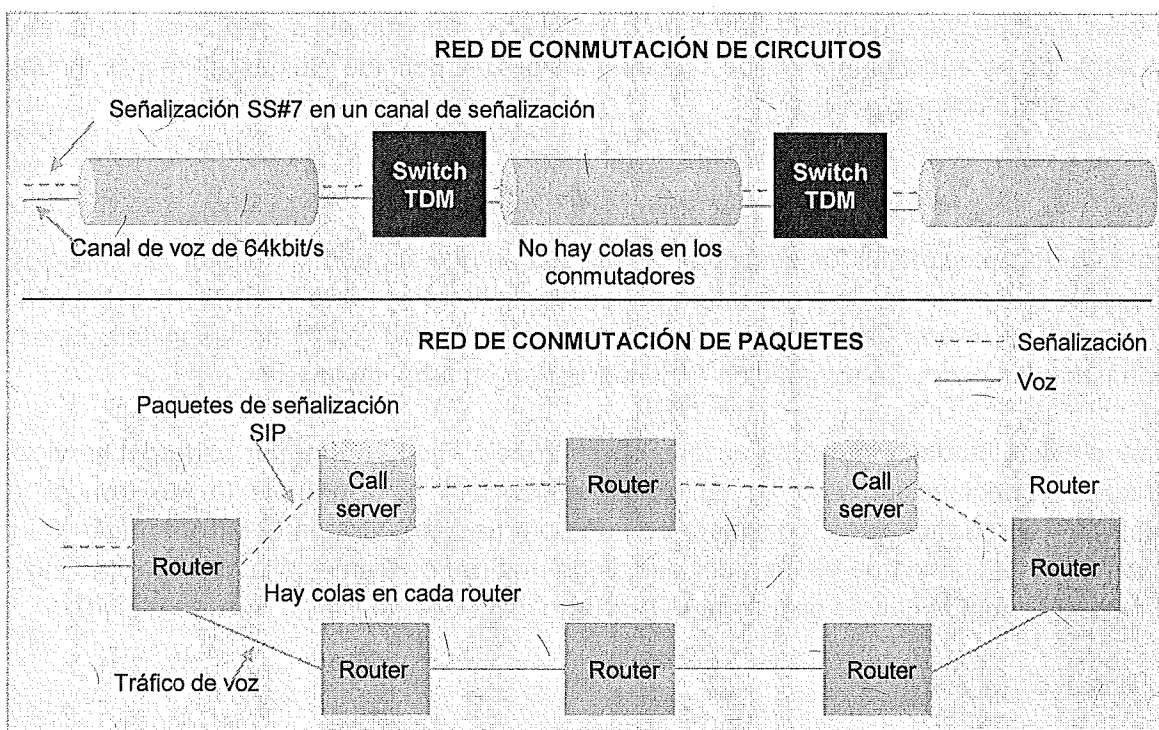 RED DE CONMUTACIÓN DE CIRCUITOS
Señalización SS#7 en un canal de señalización
Switch
TDM
Switch
TDM
Canal de voz de 64kbit/s
No hay colas en los
conmutadores
RED DE CONMUTACIÓN DE PAQUETES
Señalización
Voz
Paquetes de señalización
SIP
Call
server
Router
Call
server
Router
Router
Router
Hay colas en cada router
Router
Router
Router
Tráfico de voz